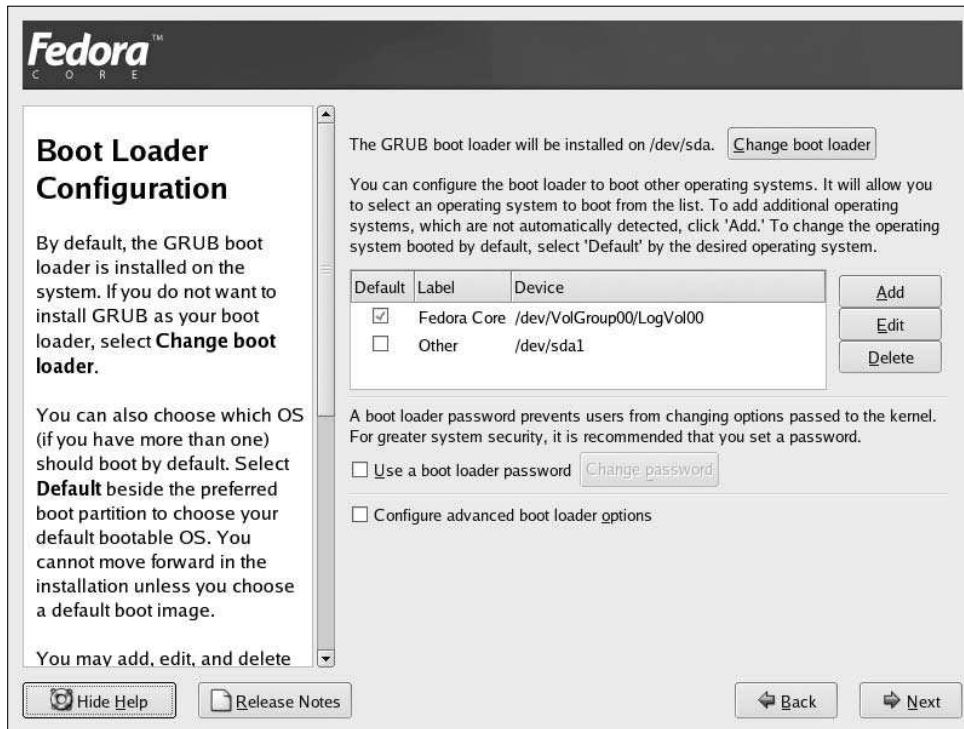 Fedora™
CORE
Boot Loader
Configuration
By default, the GRUB boot
loader is installed on the
system. If you do not want to
install GRUB as your boot
loader, select Change boot
loader.
You can also choose which OS
(if you have more than one)
should boot by default. Select
Default beside the preferred
boot partition to choose your
default bootable OS. You
cannot move forward in the
installation unless you choose
a default boot image.
You may add, edit, and delete
The GRUB boot loader will be installed on /dev/sda. Change boot loader
You can configure the boot loader to boot other operating systems. It will allow you
to select an operating system to boot from the list. To add additional operating
systems, which are not automatically detected, click 'Add.' To change the operating
system booted by default, select 'Default' by the desired operating system.
Default Label Device
Fedora Core /dev/VolGroup00/LogVol00
Other /dev/sda1
Add
Edit
Delete
A boot loader password prevents users from changing options passed to the kernel.
For greater system security, it is recommended that you set a password.
Use a boot loader password Change password
Configure advanced boot loader options
Hide Help Release Notes Back Next